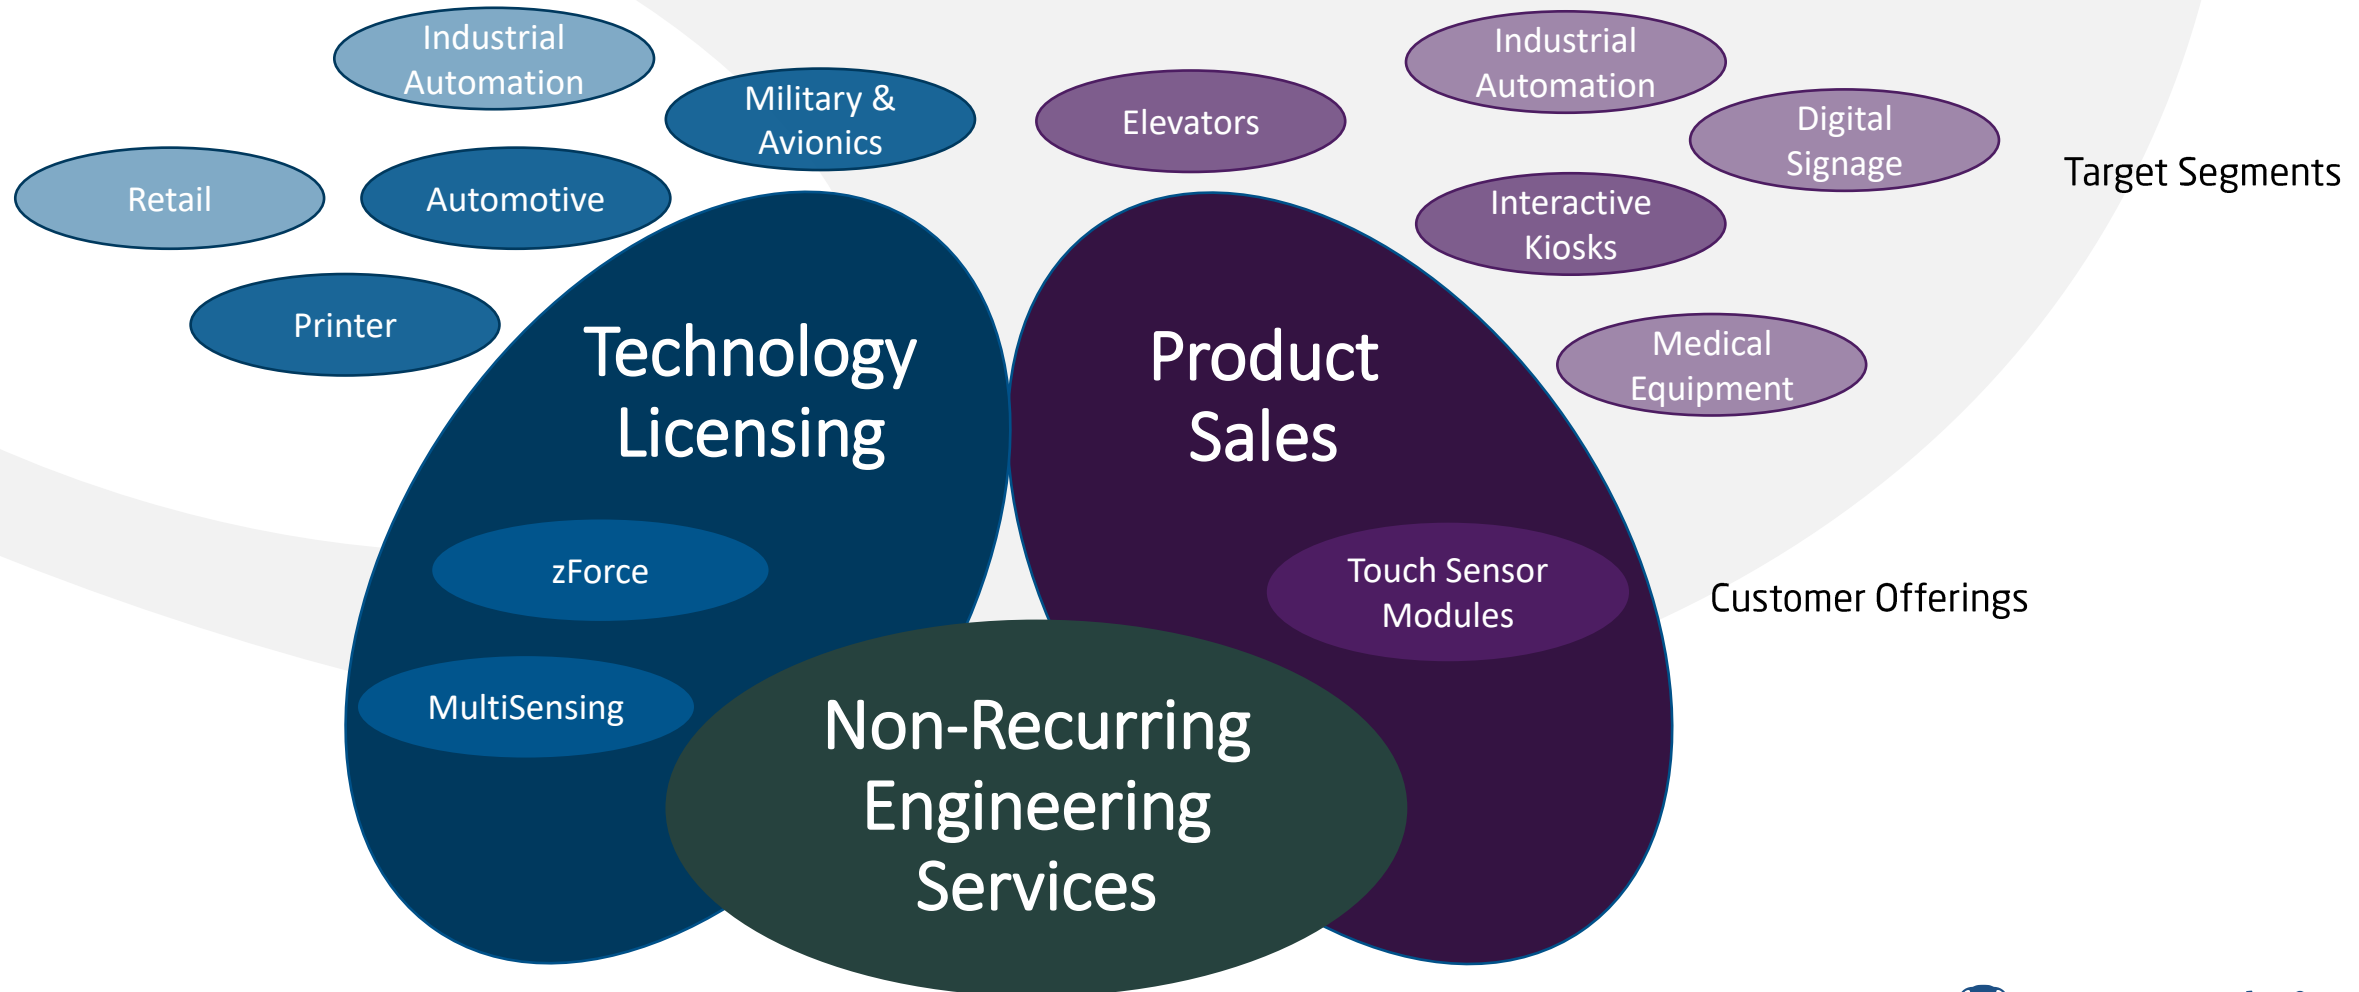 Industrial
Automation
Military &
Avionics
Retail
Automotive
Printer
Elevators
Industrial
Automation
Digital
Signage
Interactive
Kiosks
Medical
Equipment
Target Segments
Technology
Licensing
zForce
MultiSensing
Product
Sales
Touch Sensor
Modules
Customer Offerings
Non-Recurring
Engineering
Services